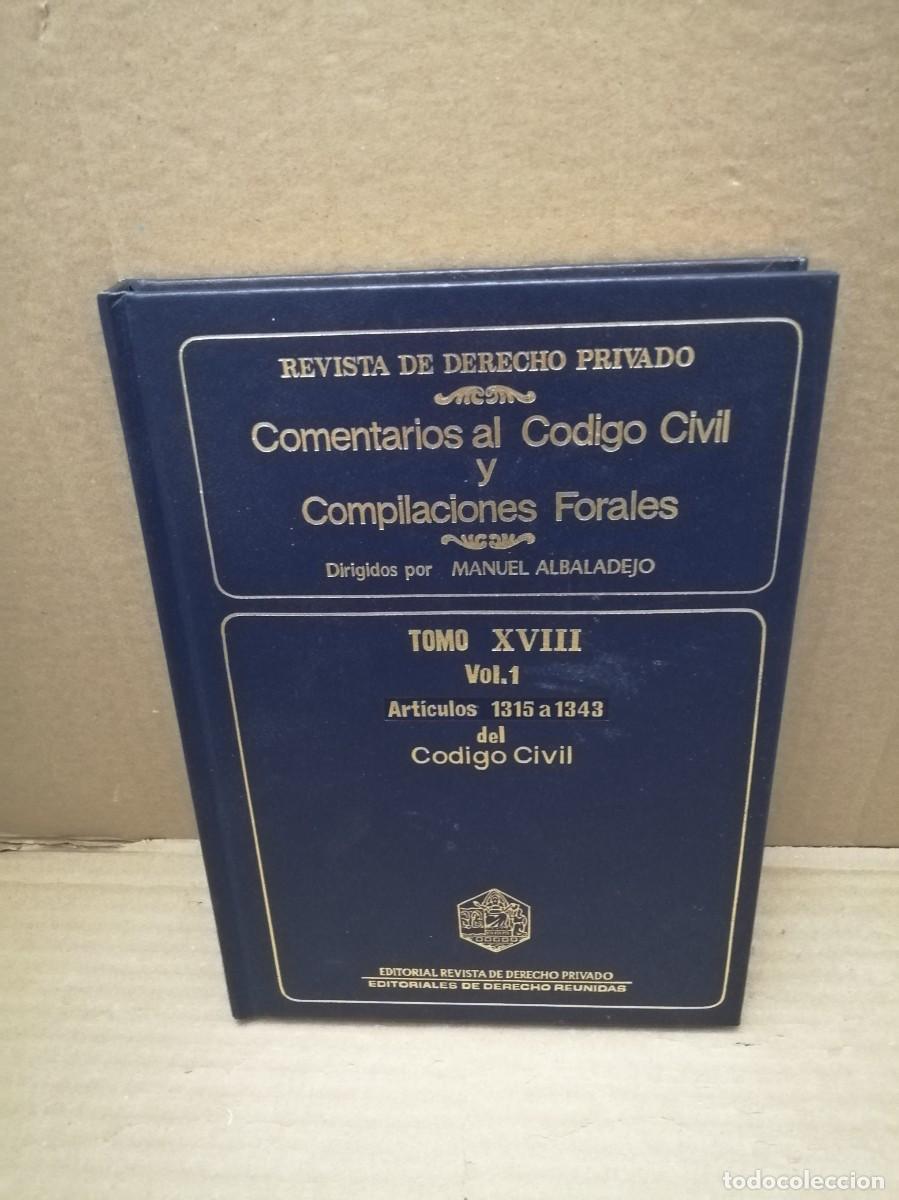 REVISTA DE DERECHO PRIVADO
Comentarios al Codigo Civil
y
Compilaciones Forales
Dirigidos por MANUEL ALBALADEJO
TOMO XVIII
Vol.1
Artículos 1315 a 1343
del
Codigo Civil
EDITORIAL REVISTA DE DERECHO PRIVADO
EDITORIALES DE DERECHO REUNIDAS
todocoleccion